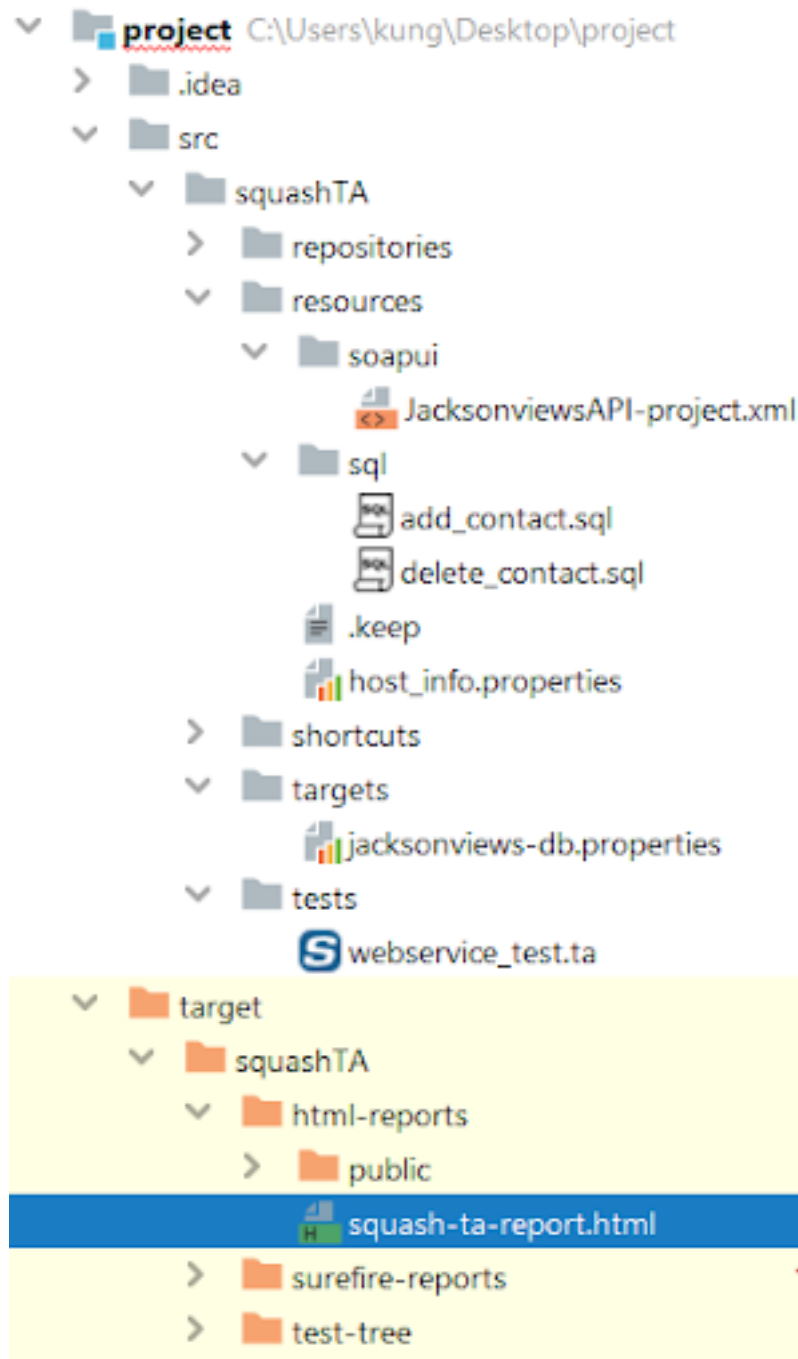 project C:\Users\kung\Desktop\project
.idea
src
squashTA
repositories
resources
soapui
JacksonviewsAPI-project.xml
sql
add_contact.sql
delete_contact.sql
.keep
host_info.properties
shortcuts
targets
jacksonviews-db.properties
tests
webservice_test.ta
target
squashTA
html-reports
public
squash-ta-report.html
surefire-reports
test-tree